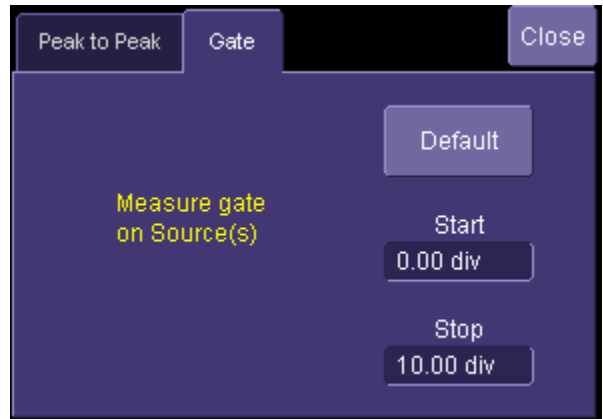 Peak to Peak
Gate
Close
Default
Measure gate
on Source(s)
Start
0.00 div
Stop
10.00 div